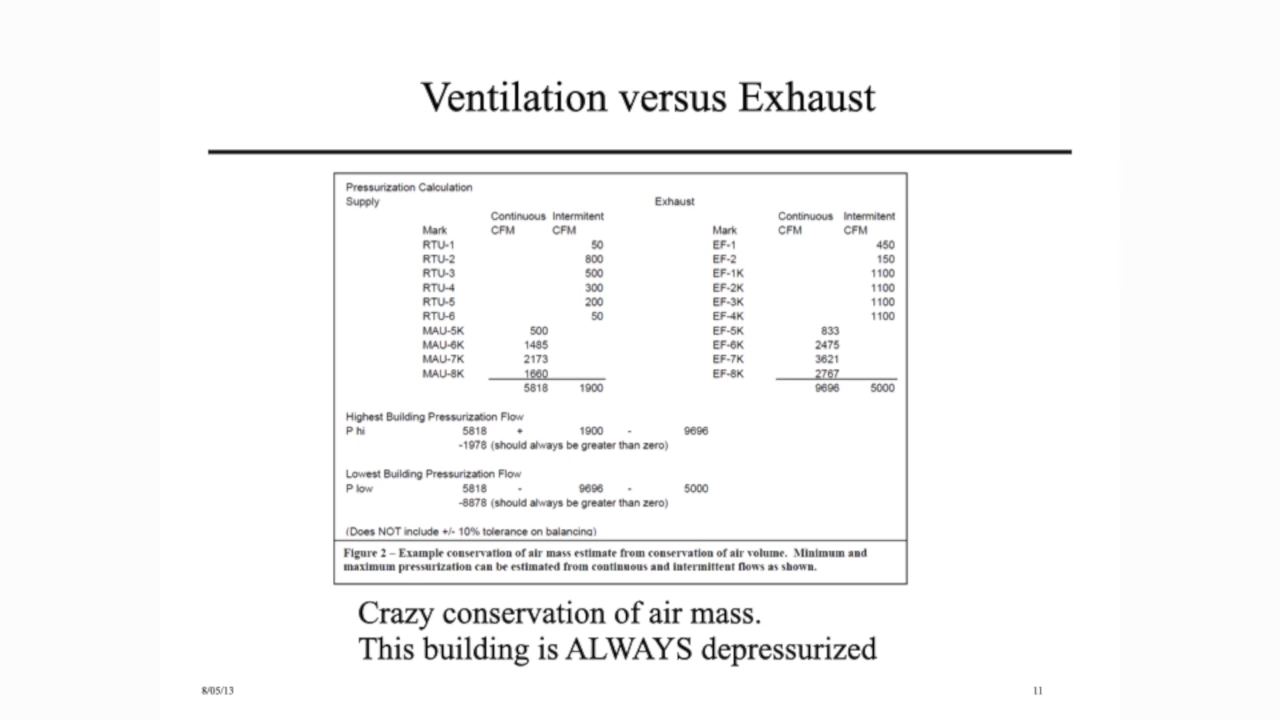 Ventilation versus Exhaust
Pressurization Calculation
Supply Exhaust
Continuous Intermitent Continuous Intermitent
Mark CFM CFM Mark CFM CFM
RTU-1 50 EF-1 450
RTU-2 800 EF-2 150
RTU-3 500 EF-1K 1100
RTU-4 300 EF-2K 1100
RTU-5 200 EF-3K 1100
RTU-6 50 EF-4K 1100
MAU-5K 500 EF-5K 833
MAU-6K 1485 EF-6K 2475
MAU-7K 2173 EF-7K 3621
MAU-8K 1660 EF-8K 2767
5818 1900 9696 5000
Highest Building Pressurization Flow
P hi 5818 + 1900 - 9696
-1978 (should always be greater than zero)
Lowest Building Pressurization Flow
P low 5818 - 9696 - 5000
-8878 (should always be greater than zero)
(Does NOT include +/- 10% tolerance on balancing)
Figure 2 – Example conservation of air mass estimate from conservation of air volume. Minimum and
maximum pressurization can be estimated from continuous and intermittent flows as shown.
Crazy conservation of air mass.
This building is ALWAYS depressurized
8/05/13 11